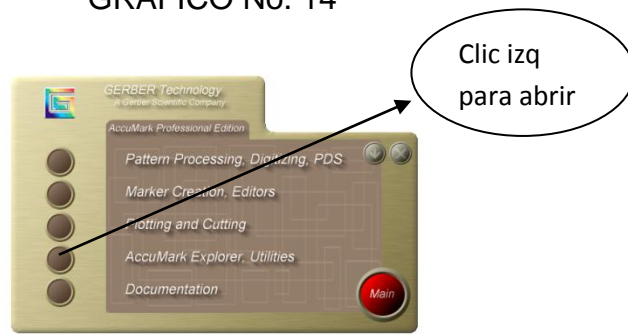 GRAFICO No. 14
Clic izq
para abrir
GERBER Technology
A Gerber Scientific Company
AccuMark Professional Edition
Pattern Processing, Digitizing, PDS
Marker Creation, Editors
Plotting and Cutting
AccuMark Explorer, Utilities
Documentation
Main